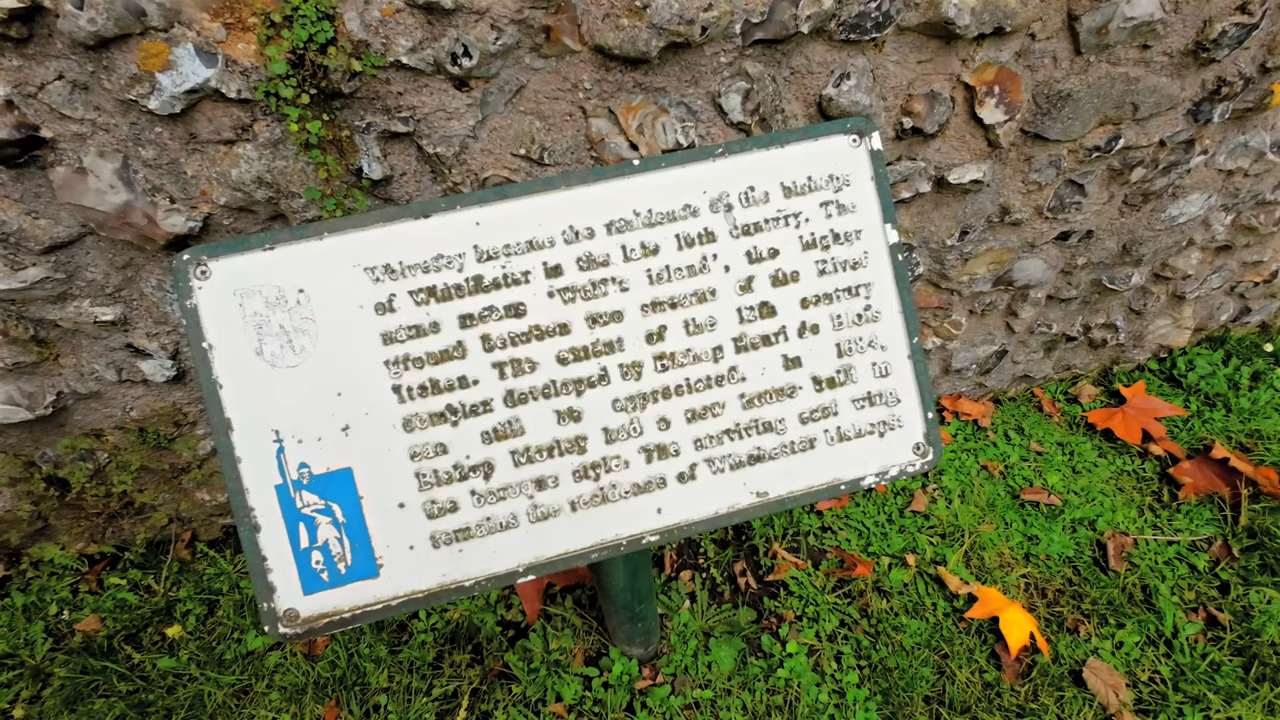 Wolvesey became the residence of the bishops
of Winchester in the late 10th century. The
name means 'Wulf's island', the higher
ground between two streams of the River
Itchen. The extent of the 12th century
complex developed by Bishop Henri de Blois
can still be appreciated. In 1684,
Bishop Morley had a new house built in
the baroque style. The surviving east wing
remains the residence of Winchester bishops.